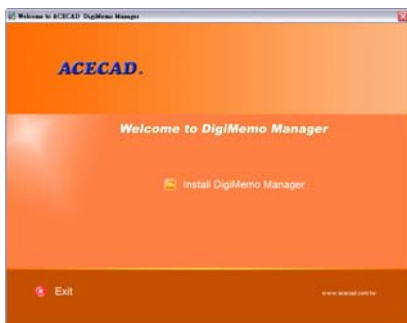 Welcome to ACECAD DigiMemo Manager
ACECAD.
Welcome to DigiMemo Manager
Install DigiMemo Manager
Exit
www.acecad.com.tw